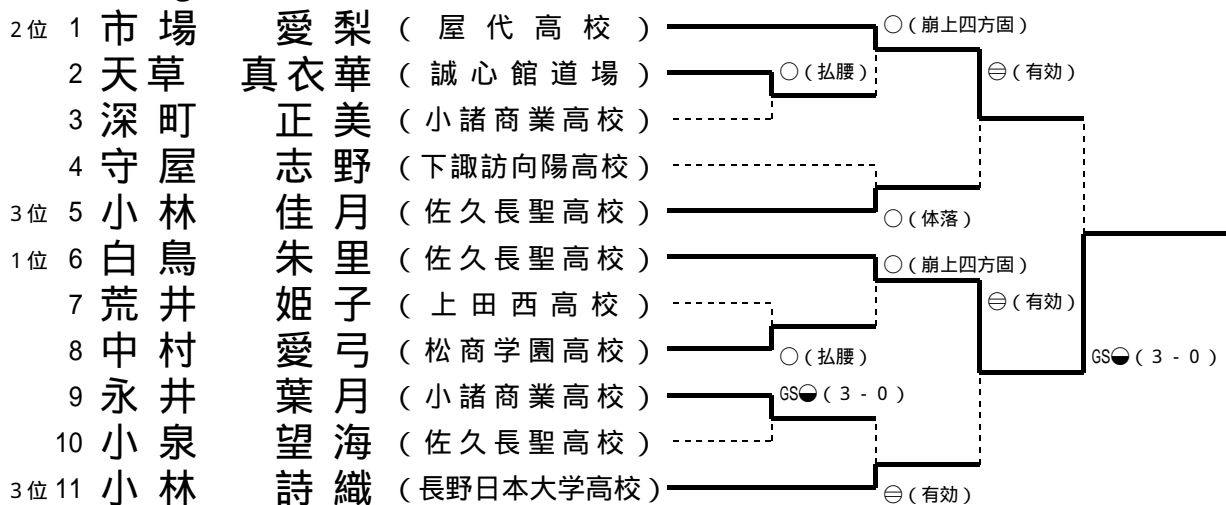 2位 1 市場 愛梨 (屋代高校) ○(崩上四方固)
2 天草 真衣華 (誠心館道場) ○(払腰) ㊀(有効)
3 深町 正美 (小諸商業高校)
4 守屋 志野 (下諏訪向陽高校)
3位 5 小林 佳月 (佐久長聖高校) ○(体落)
1位 6 白鳥 朱里 (佐久長聖高校) ○(崩上四方固)
7 荒井 姫子 (上田西高校) ㊀(有効)
8 中村 愛弓 (松商学園高校) ○(払腰) GS◒(3-0)
9 永井 葉月 (小諸商業高校) GS◒(3-0)
10 小泉 望海 (佐久長聖高校)
3位 11 小林 詩織 (長野日本大学高校) ㊀(有効)